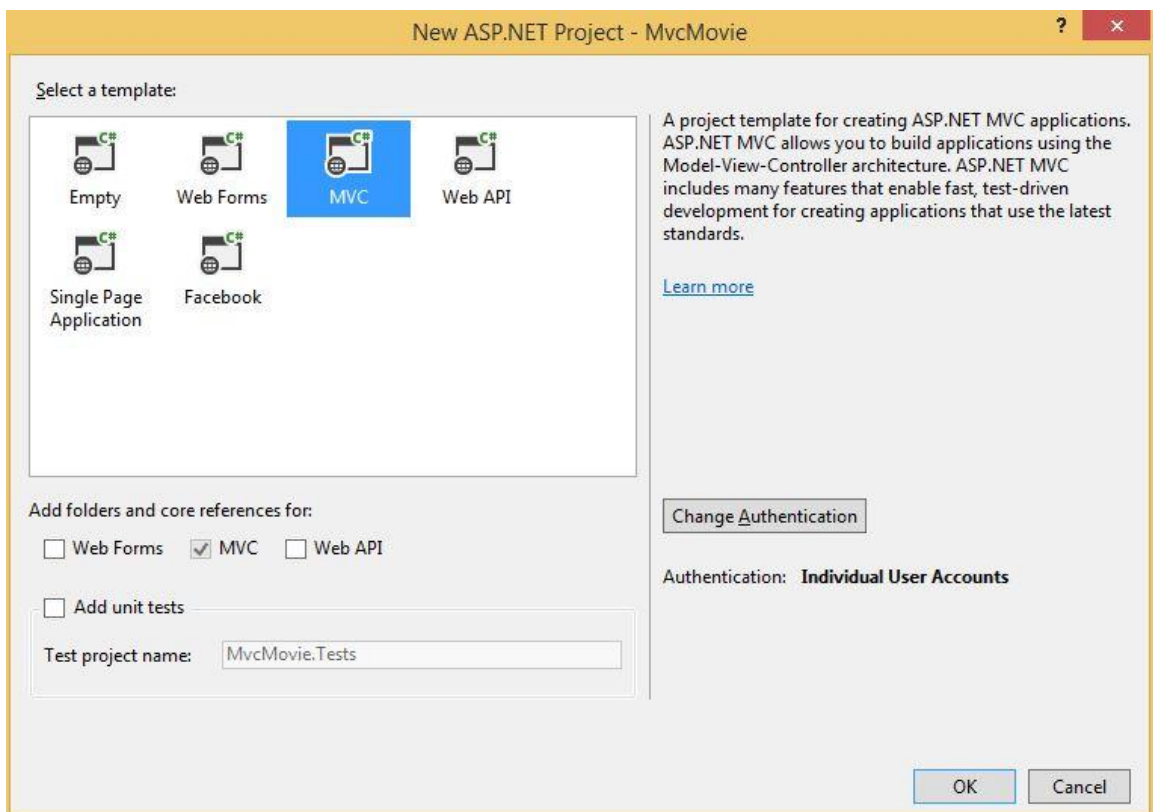 New ASP.NET Project - MvcMovie
?
×
Select a template:
C# C# C# C#
Empty Web Forms MVC Web API
C# C#
Single Page Facebook
Application
A project template for creating ASP.NET MVC applications.
ASP.NET MVC allows you to build applications using the
Model-View-Controller architecture. ASP.NET MVC
includes many features that enable fast, test-driven
development for creating applications that use the latest
standards.
Learn more
Add folders and core references for:
Web Forms MVC Web API
Add unit tests
Test project name: MvcMovie.Tests
Change Authentication
Authentication: Individual User Accounts
OK Cancel